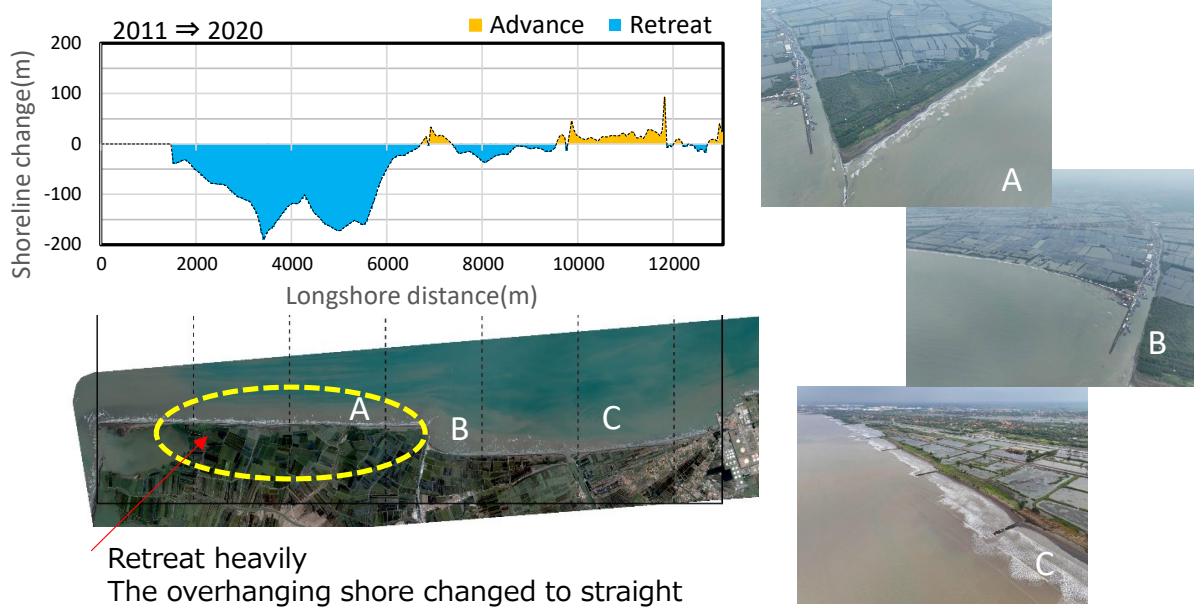 2011 ⇒ 2020
Advance
Retreat
Shoreline change(m)
200
100
0
-100
-200
0
2000
4000
6000
8000
10000
12000
Longshore distance(m)
A
B
C
A
B
C
Retreat heavily
The overhanging shore changed to straight